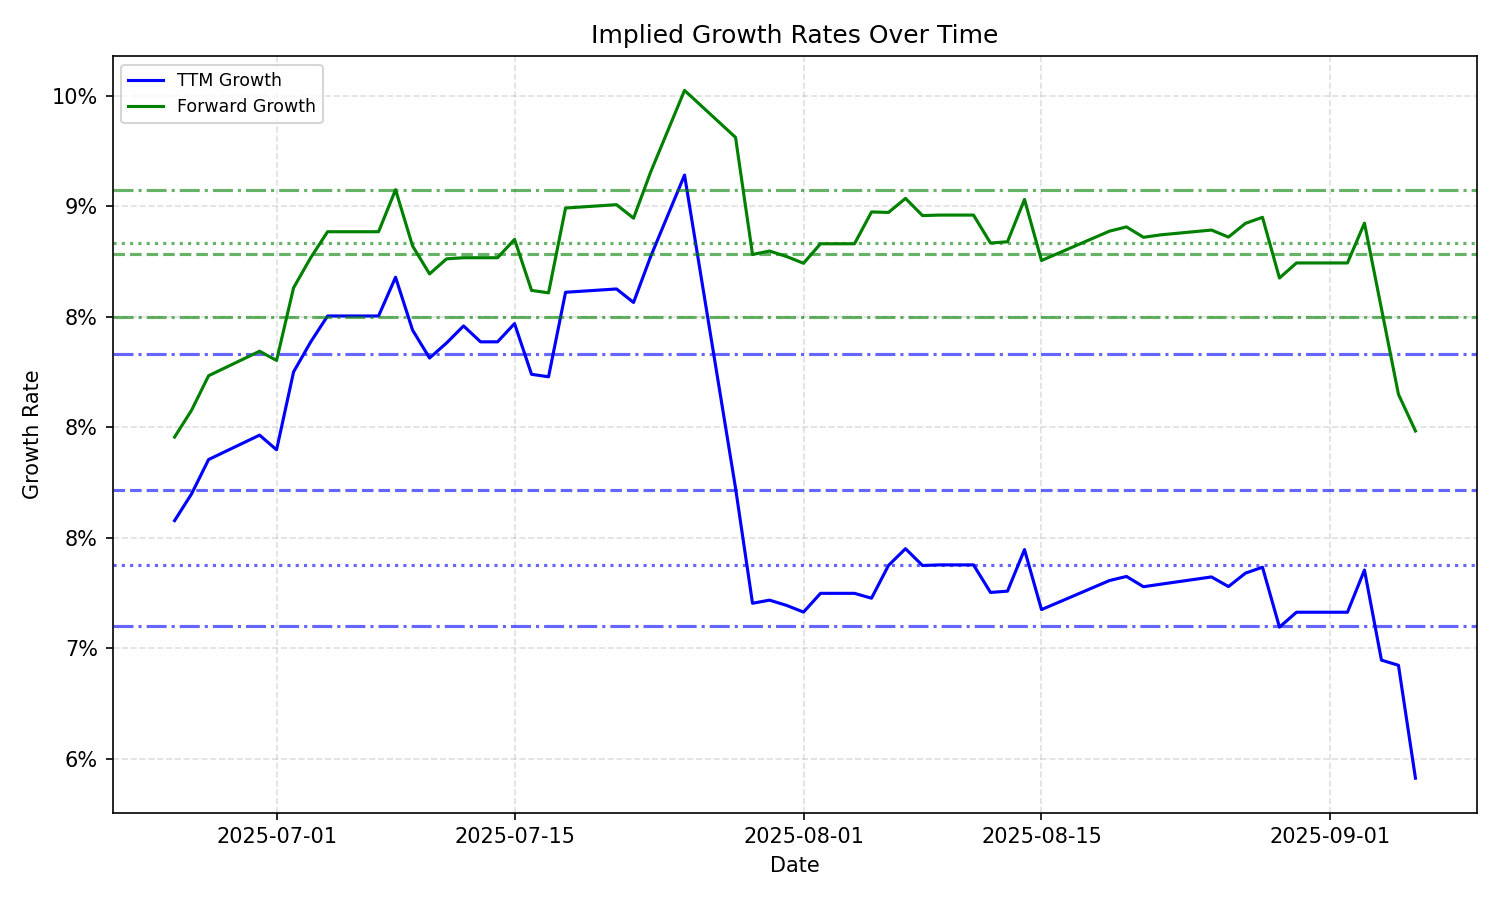 Implied Growth Rates Over Time
TTM Growth
Forward Growth
10%
9%
8%
8%
8%
7%
6%
Growth Rate
2025-07-01
2025-07-15
2025-08-01
2025-08-15
2025-09-01
Date